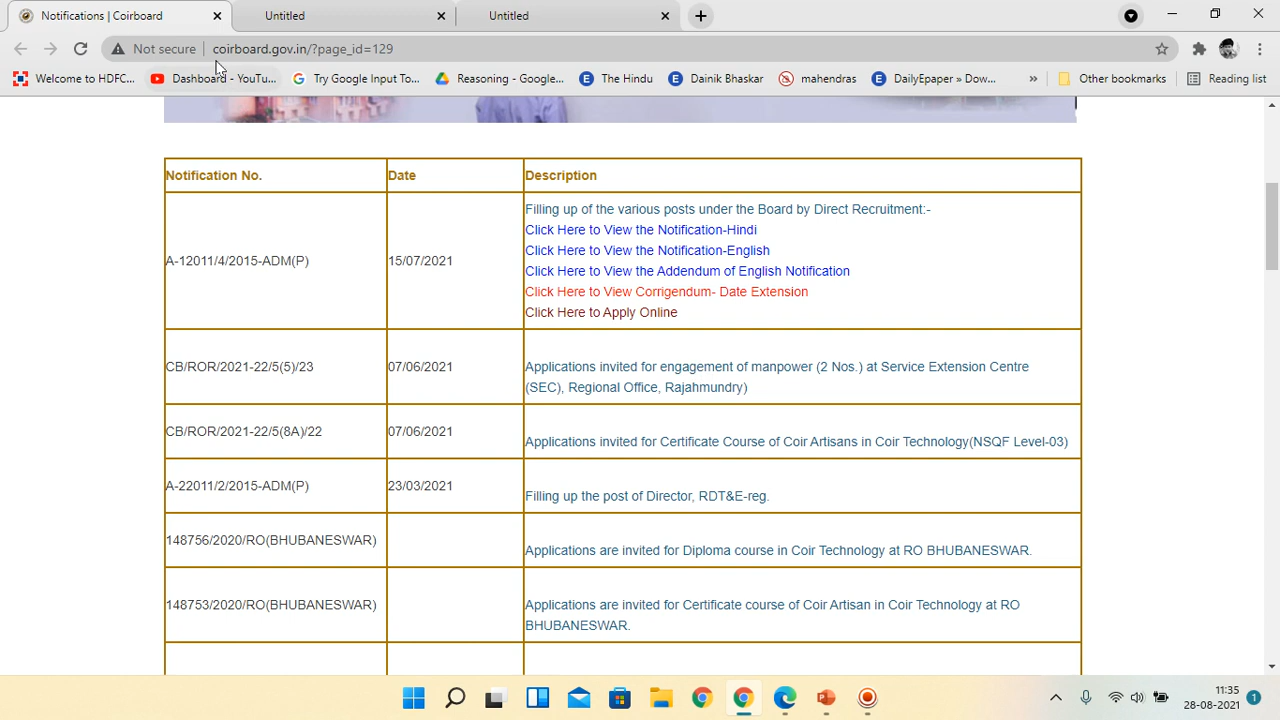 Notifications | Coirboard
Untitled
Untitled
Not secure
coirboard.gov.in/?page_id=129
Welcome to HDFC...
Dashboard - YouTu...
Try Google Input To...
Reasoning - Google...
The Hindu
Dainik Bhaskar
mahendras
DailyEpaper » Dow...
»
Other bookmarks
Reading list
Notification No. Date Description
A-12011/4/2015-ADM(P) 15/07/2021
Filling up of the various posts under the Board by Direct Recruitment:-
Click Here to View the Notification-Hindi
Click Here to View the Notification-English
Click Here to View the Addendum of English Notification
Click Here to View Corrigendum- Date Extension
Click Here to Apply Online
CB/ROR/2021-22/5(5)/23 07/06/2021
Applications invited for engagement of manpower (2 Nos.) at Service Extension Centre
(SEC), Regional Office, Rajahmundry)
CB/ROR/2021-22/5(8A)/22 07/06/2021
Applications invited for Certificate Course of Coir Artisans in Coir Technology(NSQF Level-03)
A-22011/2/2015-ADM(P) 23/03/2021
Filling up the post of Director, RDT&E-reg.
148756/2020/RO(BHUBANESWAR)
Applications are invited for Diploma course in Coir Technology at RO BHUBANESWAR.
148753/2020/RO(BHUBANESWAR)
Applications are invited for Certificate course of Coir Artisan in Coir Technology at RO
BHUBANESWAR.
11:35
28-08-2021
1